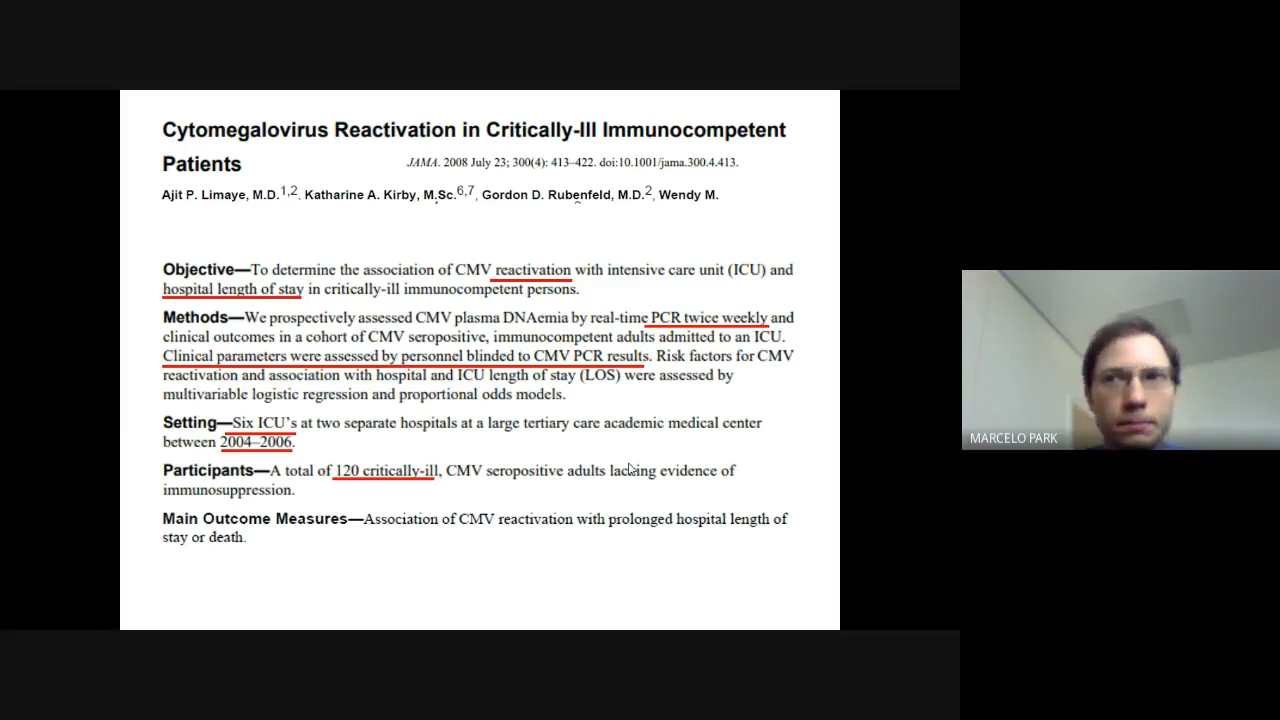 Cytomegalovirus Reactivation in Critically-Ill Immunocompetent
Patients
JAMA. 2008 July 23; 300(4): 413–422. doi:10.1001/jama.300.4.413.
Ajit P. Limaye, M.D.1,2, Katharine A. Kirby, M.Sc.6,7, Gordon D. Rubenfeld, M.D.2, Wendy M.
Objective—To determine the association of CMV reactivation with intensive care unit (ICU) and
hospital length of stay in critically-ill immunocompetent persons.
Methods—We prospectively assessed CMV plasma DNAemia by real-time PCR twice weekly and
clinical outcomes in a cohort of CMV seropositive, immunocompetent adults admitted to an ICU.
Clinical parameters were assessed by personnel blinded to CMV PCR results. Risk factors for CMV
reactivation and association with hospital and ICU length of stay (LOS) were assessed by
multivariable logistic regression and proportional odds models.
Setting—Six ICU's at two separate hospitals at a large tertiary care academic medical center
between 2004–2006.
Participants—A total of 120 critically-ill, CMV seropositive adults lacking evidence of
immunosuppression.
Main Outcome Measures—Association of CMV reactivation with prolonged hospital length of
stay or death.
MARCELO PARK